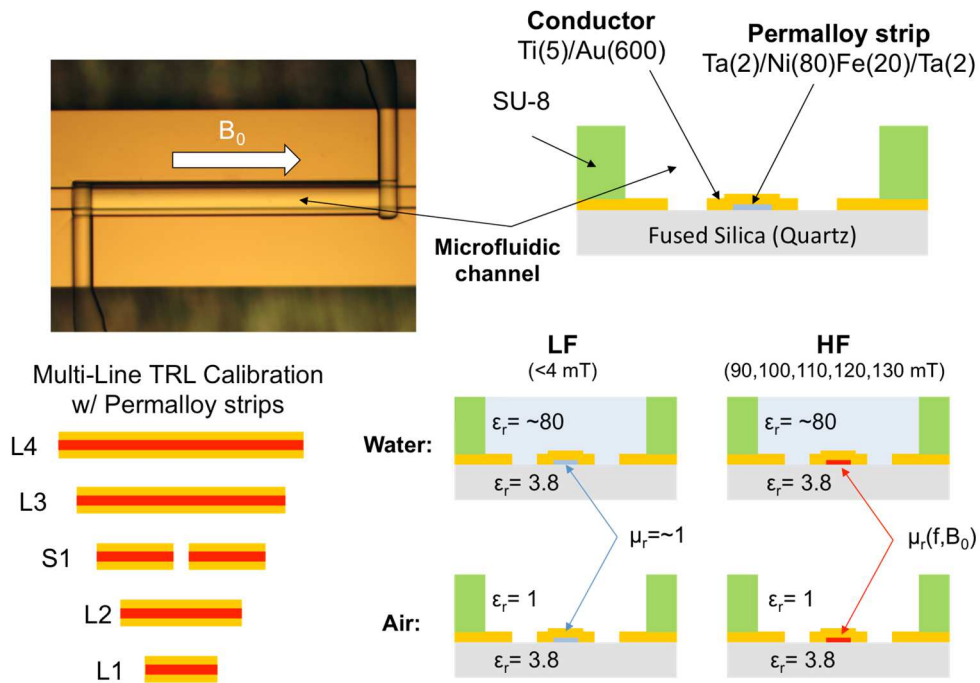 B₀
Conductor
Ti(5)/Au(600)
Permalloy strip
Ta(2)/Ni(80)Fe(20)/Ta(2)
SU-8
Microfluidic
channel
Fused Silica (Quartz)
Multi-Line TRL Calibration
w/ Permalloy strips
L4
L3
S1
L2
L1
LF
(<4 mT)
HF
(90,100,110,120,130 mT)
Water:
εᵣ= ~80
εᵣ= 3.8
εᵣ= ~80
εᵣ= 3.8
μᵣ=~1
μᵣ(f,B₀)
Air:
εᵣ= 1
εᵣ= 3.8
εᵣ= 1
εᵣ= 3.8